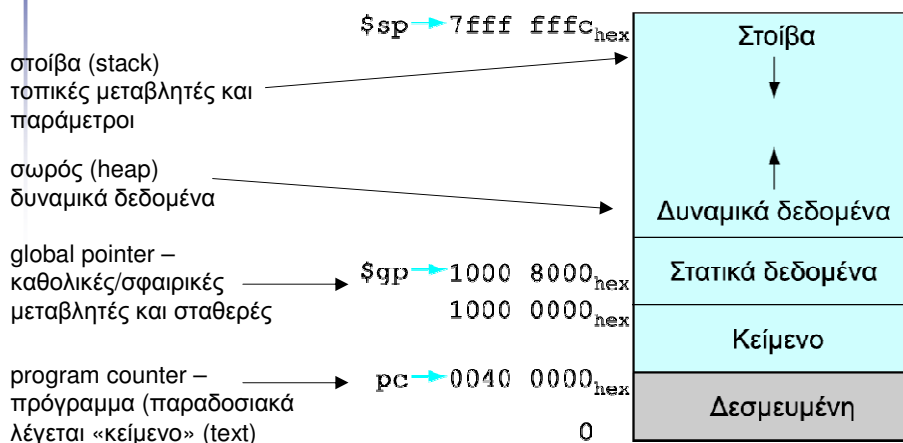 $sp 7fff fffc hex
Στοίβα
στοίβα (stack)
τοπικές μεταβλητές και
παράμετροι
σωρός (heap)
δυναμικά δεδομένα
Δυναμικά δεδομένα
global pointer –
καθολικές/σφαιρικές
μεταβλητές και σταθερές
$gp 1000 8000 hex
1000 0000 hex
Στατικά δεδομένα
Κείμενο
program counter –
πρόγραμμα (παραδοσιακά
λέγεται «κείμενο» (text)
pc 0040 0000 hex
0
Δεσμευμένη